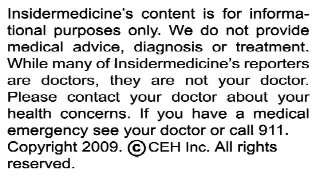 Insidermedicine's content is for informa-
tional purposes only. We do not provide
medical advice, diagnosis or treatment.
While many of Insidermedicine's reporters
are doctors, they are not your doctor.
Please contact your doctor about your
health concerns. If you have a medical
emergency see your doctor or call 911.
Copyright 2009. ©CEH Inc. All rights
reserved.